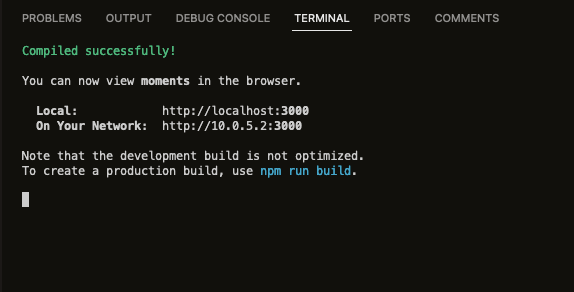 PROBLEMS OUTPUT DEBUG CONSOLE TERMINAL PORTS COMMENTS
Compiled successfully!
You can now view moments in the browser.
Local: http://localhost:3000
On Your Network: http://10.0.5.2:3000
Note that the development build is not optimized.
To create a production build, use npm run build.